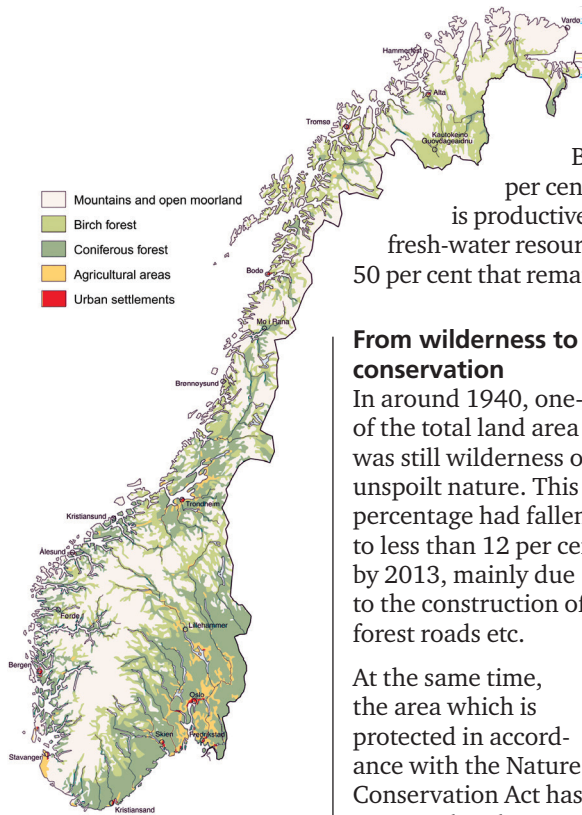 Vardø
Hammerfest
Alta
Tromsø
Kautokeino
Guovdageaidnu
Mountains and open moorland
Birch forest
Coniferous forest
Agricultural areas
Urban settlements
Bodø
Mo i Rana
Brønnøysund
Trondheim
Kristiansund
Ålesund
Førde
Lillehammer
Bergen
Oslo
Skien
Fredrikstad
Stavanger
Kristiansand
B
per cent
is productive
fresh-water resour
50 per cent that rema
From wilderness to
conservation
In around 1940, one-
of the total land area
was still wilderness o
unspoilt nature. This
percentage had fallen
to less than 12 per cen
by 2013, mainly due
to the construction of
forest roads etc.
At the same time,
the area which is
protected in accord-
ance with the Nature
Conservation Act has